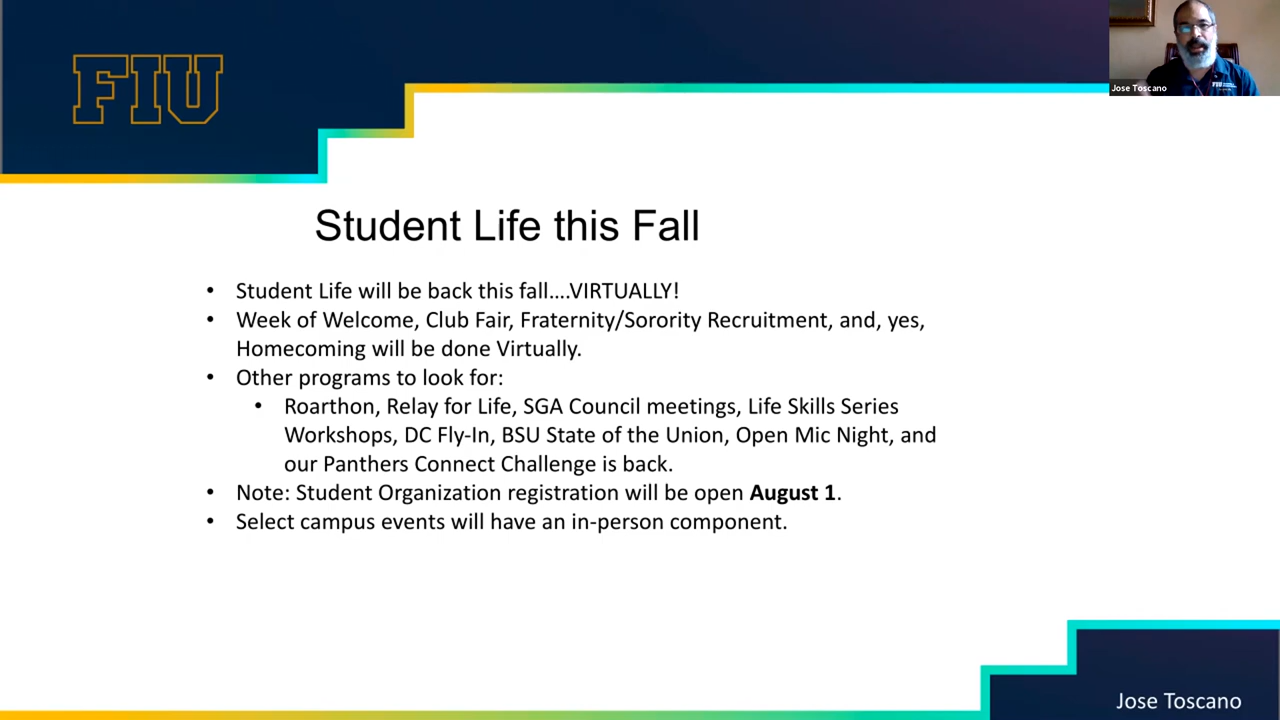 FIU
Jose Toscano
Student Life this Fall
• Student Life will be back this fall....VIRTUALLY!
• Week of Welcome, Club Fair, Fraternity/Sorority Recruitment, and, yes,
Homecoming will be done Virtually.
• Other programs to look for:
• Roarthon, Relay for Life, SGA Council meetings, Life Skills Series
Workshops, DC Fly-In, BSU State of the Union, Open Mic Night, and
our Panthers Connect Challenge is back.
• Note: Student Organization registration will be open August 1.
• Select campus events will have an in-person component.
Jose Toscano